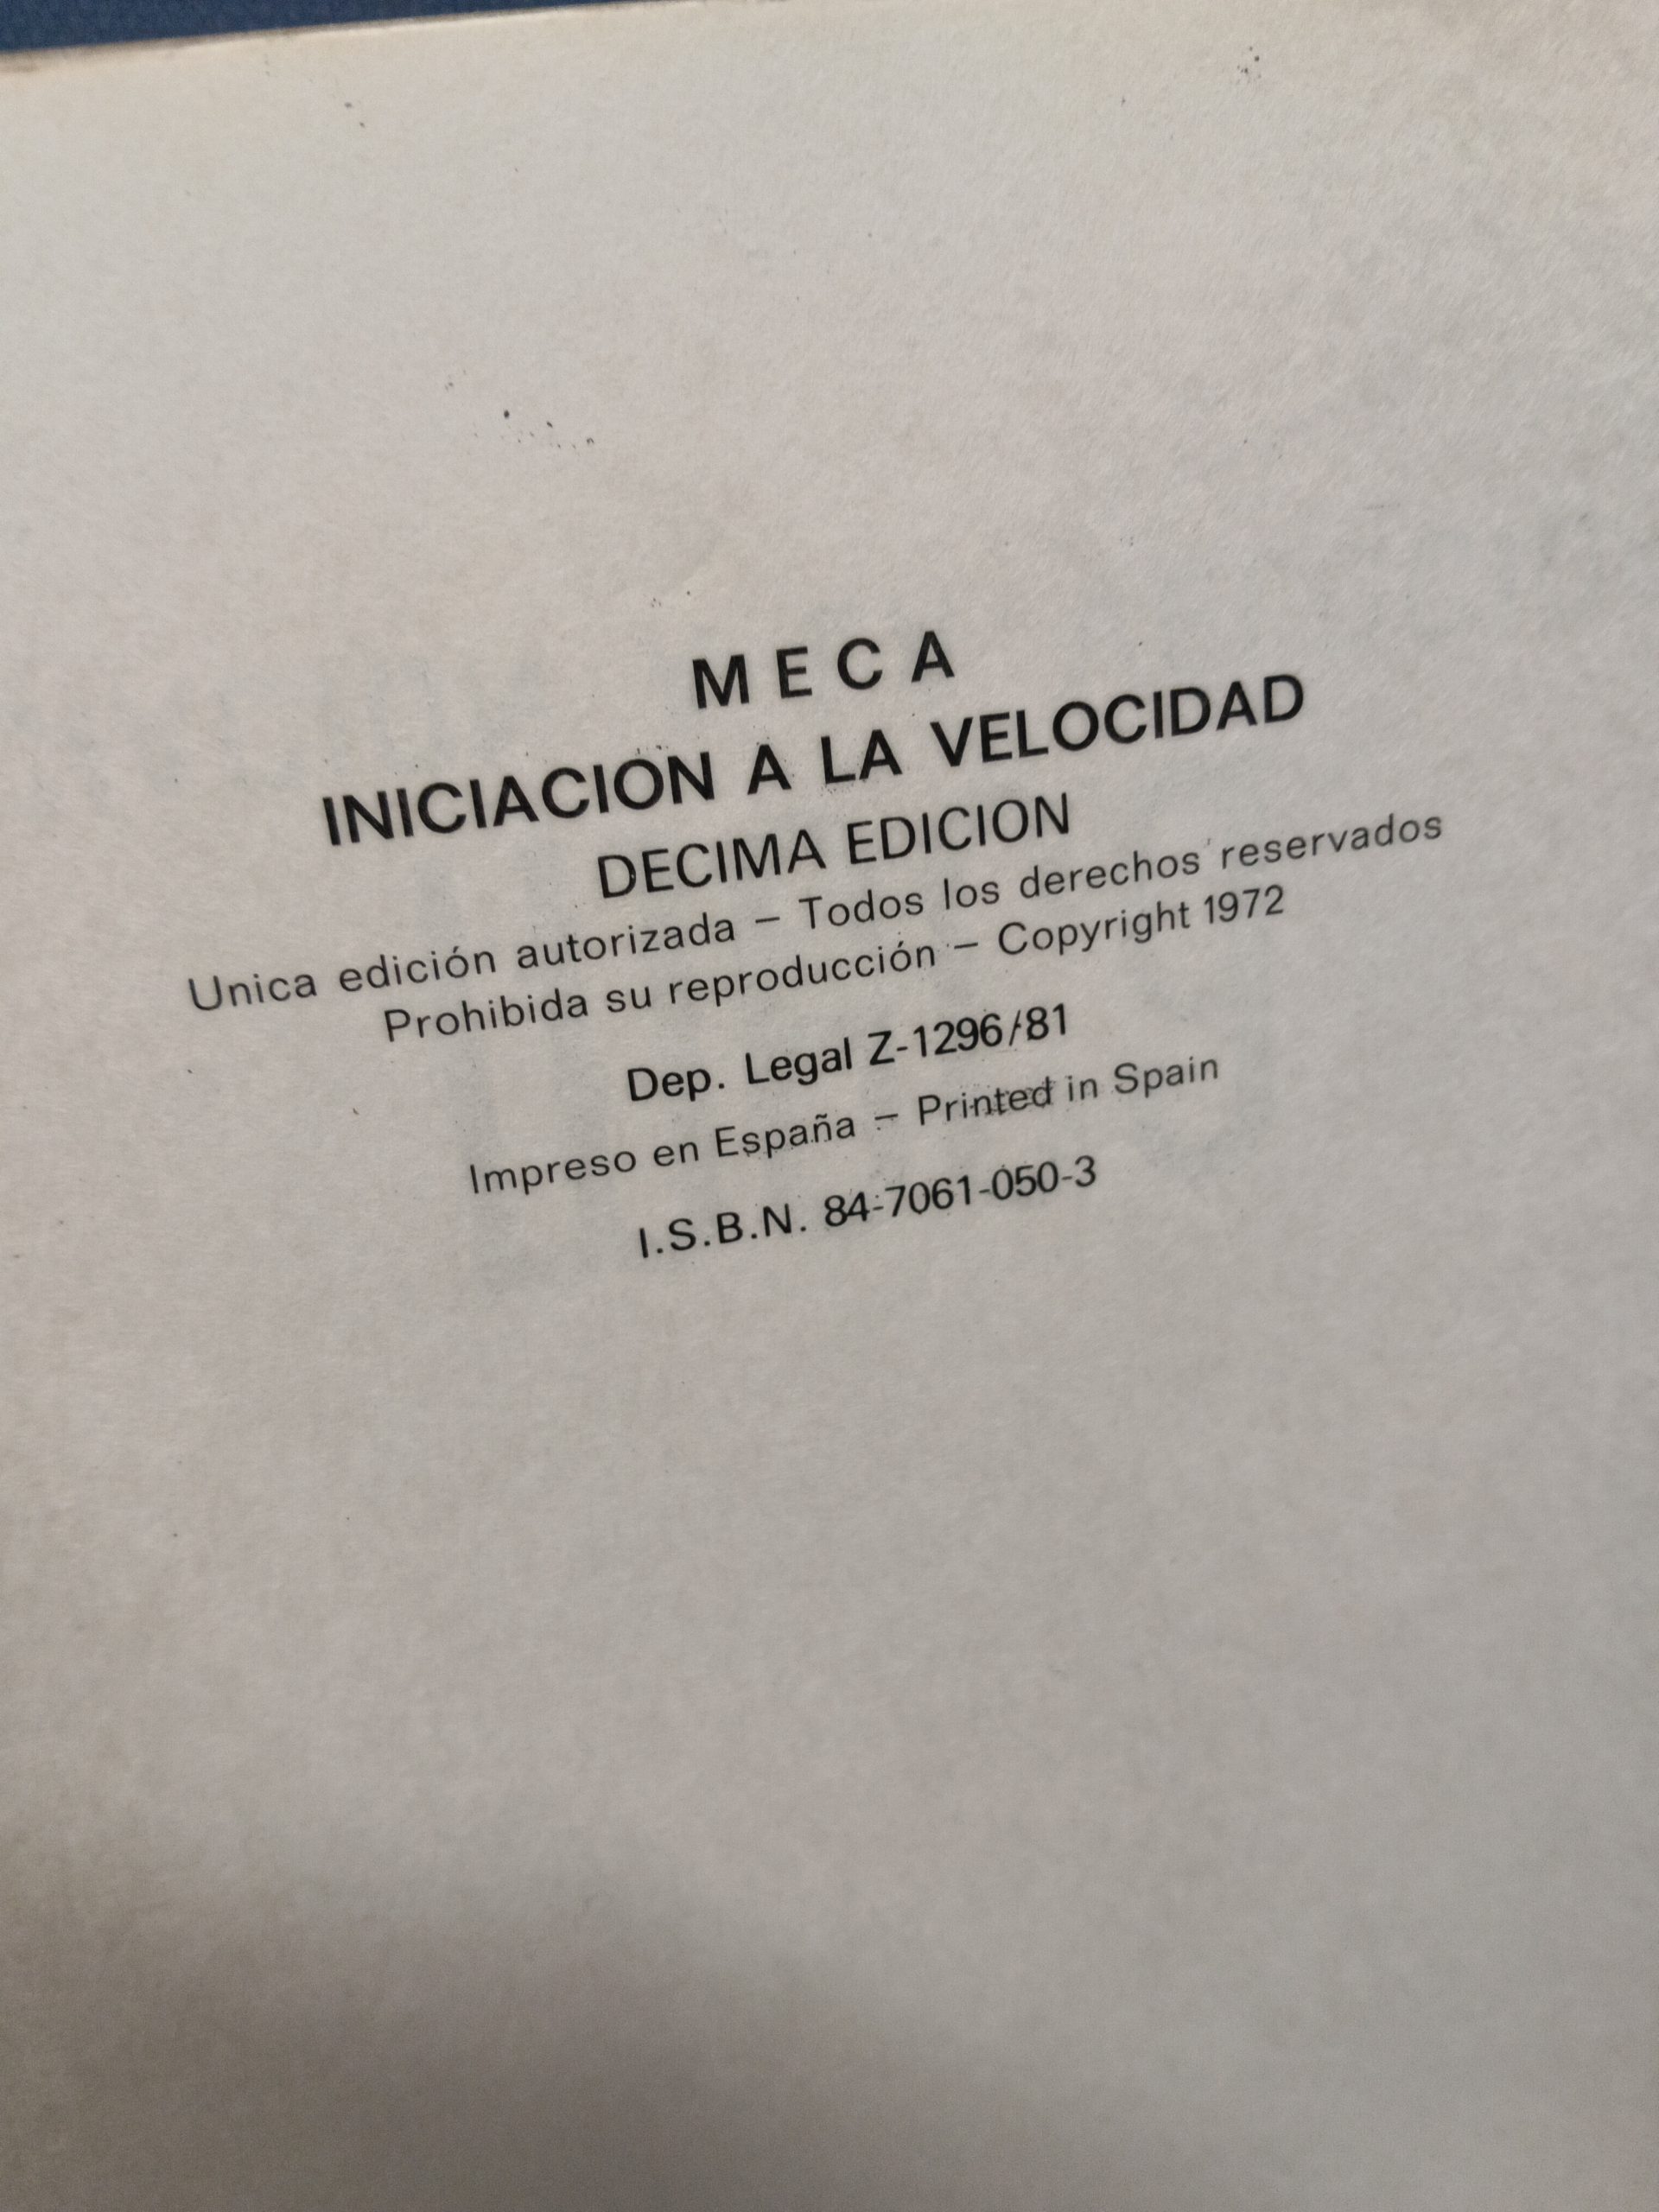 MECA
INICIACION A LA VELOCIDAD
DECIMA EDICION
Unica edición autorizada – Todos los derechos reservados
Prohibida su reproducción – Copyright 1972
Dep. Legal Z-1296/81
Impreso en España – Printed in Spain
I.S.B.N. 84-7061-050-3